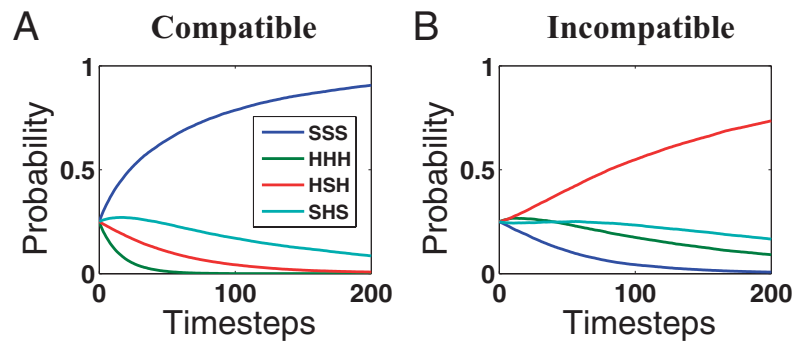 A Compatible
Probability
1
0.5
0
0 100 200
Timesteps
SSS
HHH
HSH
SHS
B Incompatible
Probability
1
0.5
0
0 100 200
Timesteps